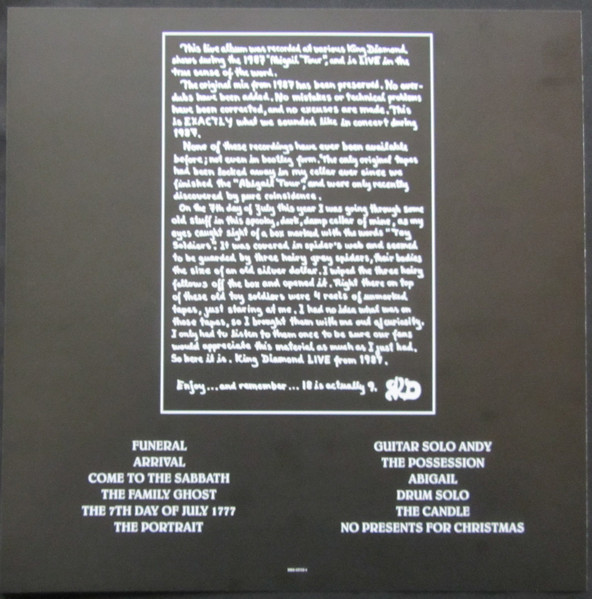 This live album was recorded at various King Diamond
shows during the 1987 "Abigail Tour", and is LIVE in the
true sense of the word.
The original mix from 1987 has been preserved. No over-
dubs have been added. No mistakes or technical problems
have been corrected, and no excuses are made. This
is EXACTLY what we sounded like in concert during
1987.
None of these recordings have ever been available
before; not even in bootleg form. The only original tapes
had been locked away in my cellar ever since we
finished the "Abigail Tour", and were only recently
discovered by pure coinsidence.
On the 7th day of July this year I was going through some
old stuff in this spooky, dark, damp cellar of mine, as my
eyes caught sight of a box marked with the words "Toy
Soldiers". It was covered in spider's web and seemed
to be guarded by three hairy grey spiders, their bodies
the size of an old silver dollar. I wiped the three hairy
fellows off the box and opened it. Right there on top
of these old toy soldiers were 4 reels of unmarked
tapes, just staring at me. I had no idea what was on
those tapes, so I brought them with me out of curiosity.
I only had to listen to them once to be sure our fans
would appreciate this material as much as I just had.
So here it is. King Diamond LIVE from 1987.
Enjoy...and remember... 18 is actually 9.
FUNERAL
ARRIVAL
COME TO THE SABBATH
THE FAMILY GHOST
THE 7TH DAY OF JULY 1777
THE PORTRAIT
GUITAR SOLO ANDY
THE POSSESSION
ABIGAIL
DRUM SOLO
THE CANDLE
NO PRESENTS FOR CHRISTMAS